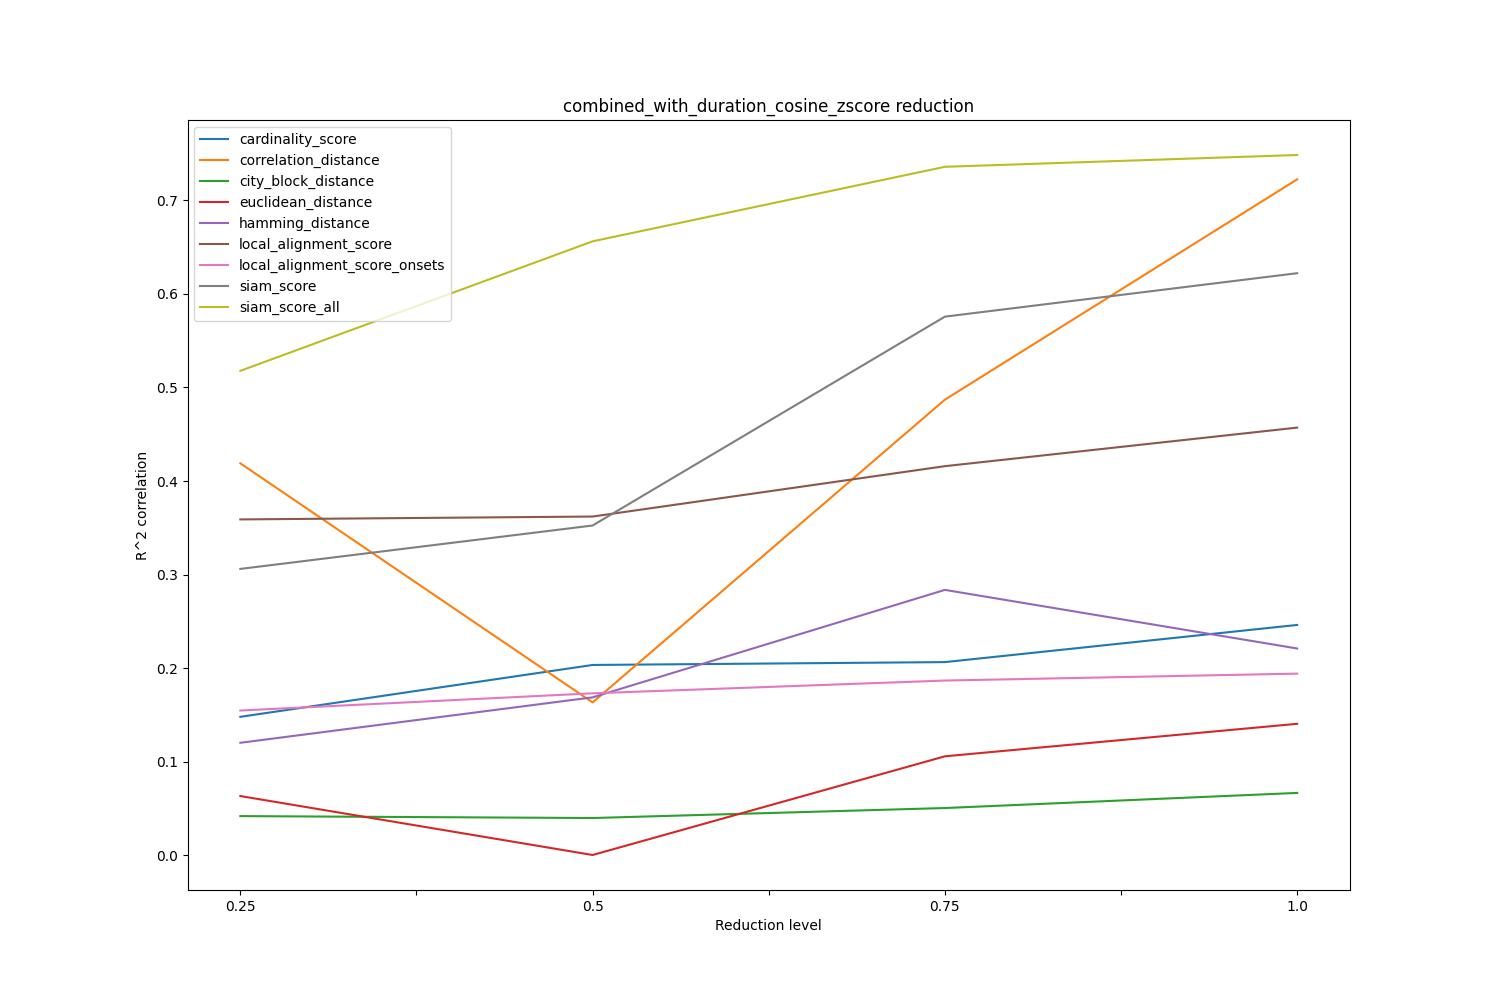 combined_with_duration_cosine_zscore reduction
cardinality_score
correlation_distance
city_block_distance
euclidean_distance
hamming_distance
local_alignment_score
local_alignment_score_onsets
siam_score
siam_score_all
R^2 correlation
0.7
0.6
0.5
0.4
0.3
0.2
0.1
0.0
0.25 0.5 0.75 1.0
Reduction level